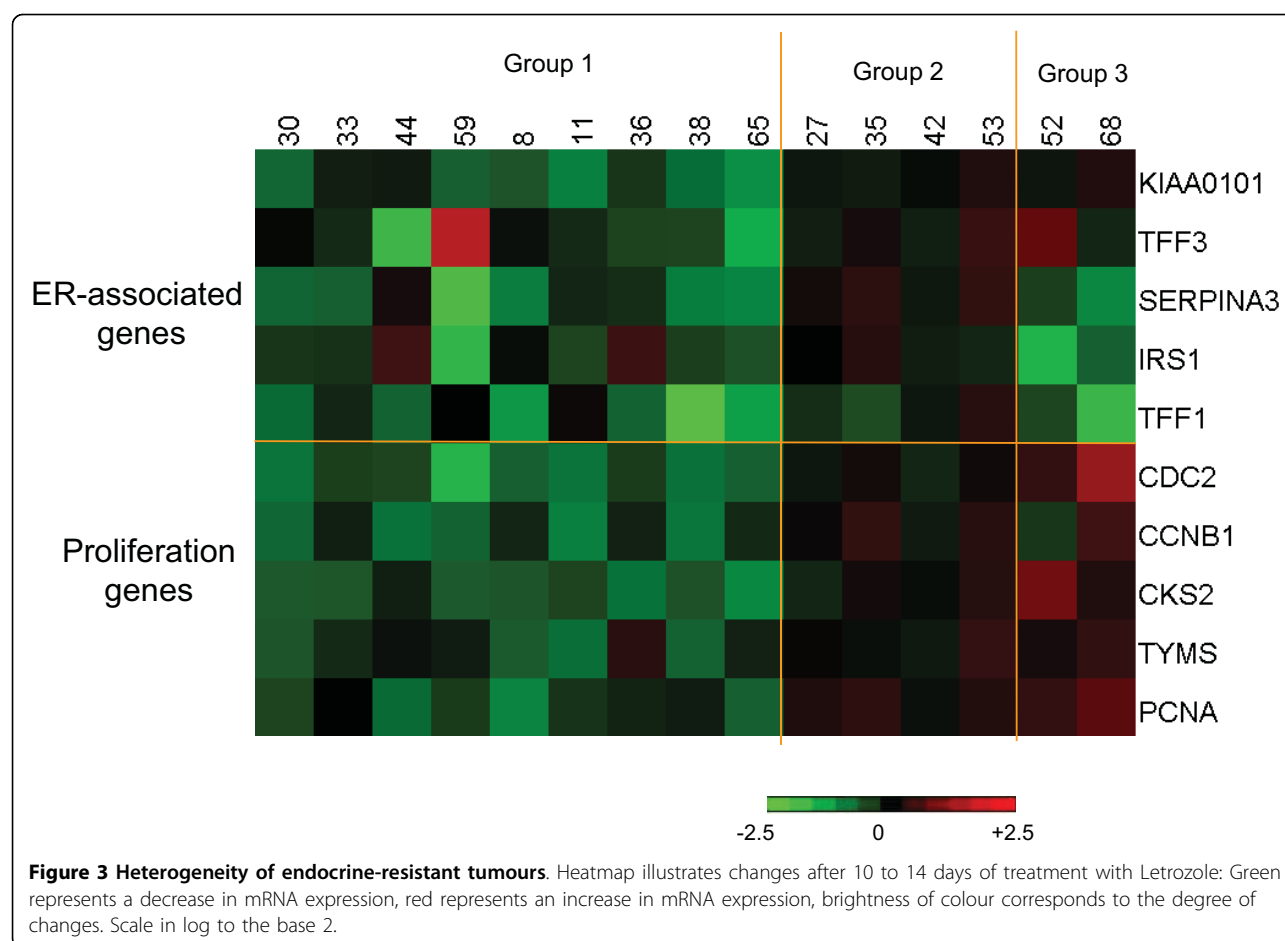 Group 1
Group 2
Group 3
30 33 44 59 8 11 36 38 65 27 35 42 53 52 68
KIAA0101
TFF3
ER-associated
genes
SERPINA3
IRS1
TFF1
CDC2
Proliferation
genes
CCNB1
CKS2
TYMS
PCNA
-2.5 0 +2.5
Figure 3 Heterogeneity of endocrine-resistant tumours. Heatmap illustrates changes after 10 to 14 days of treatment with Letrozole: Green
represents a decrease in mRNA expression, red represents an increase in mRNA expression, brightness of colour corresponds to the degree of
changes. Scale in log to the base 2.